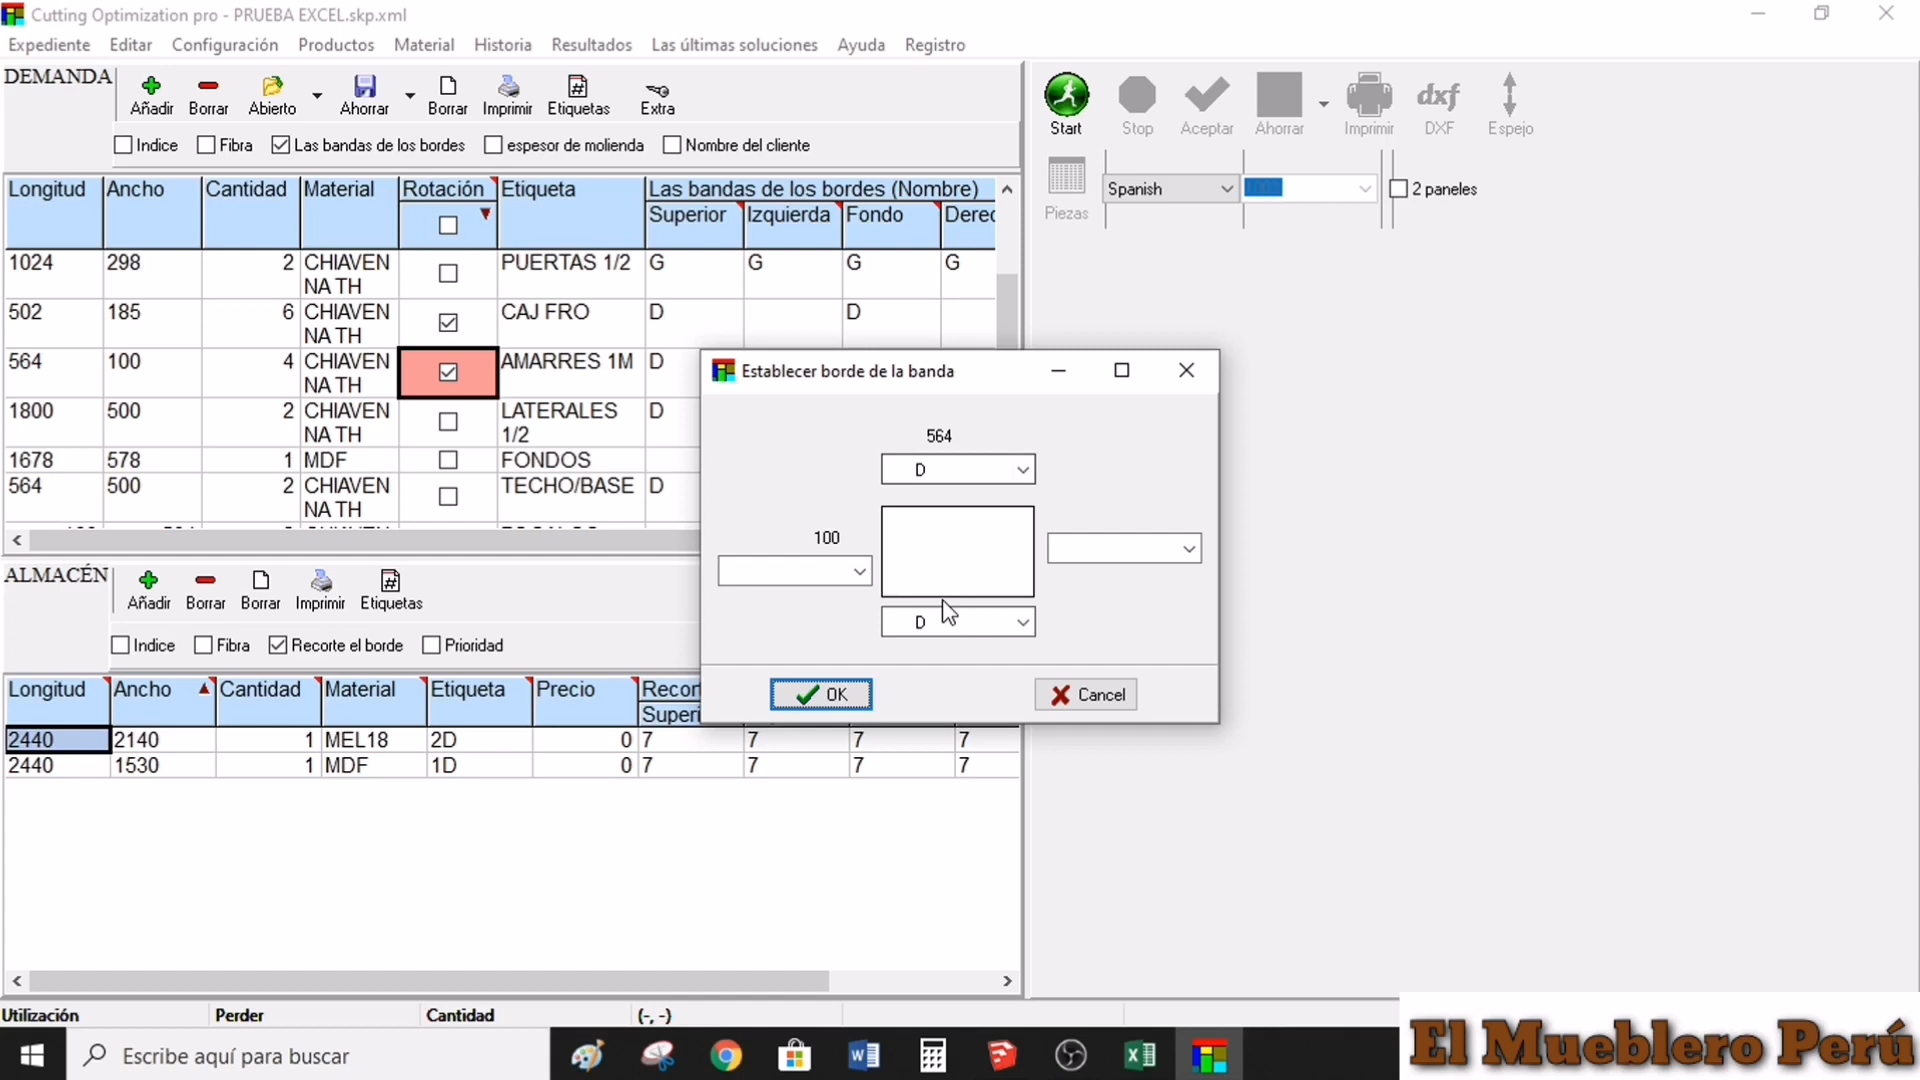 Cutting Optimization pro - PRUEBA EXCEL.skp.xml
Expediente Editar Configuración Productos Material Historia Resultados Las últimas soluciones Ayuda Registro
DEMANDA
Añadir Borrar Abierto Ahorrar Borrar Imprimir Etiquetas Extra
Indice Fibra Las bandas de los bordes espesor de molienda Nombre del cliente
Start Stop Aceptar Ahorrar Imprimir DXF Espejo
Piezas Spanish 2 paneles
Longitud Ancho Cantidad Material Rotación Etiqueta Las bandas de los bordes (Nombre)
Superior Izquierda Fondo Derec
1024 298 2 CHIAVEN PUERTAS 1/2 G G G G
NA TH
502 185 6 CHIAVEN CAJ FRO D D
NA TH
564 100 4 CHIAVEN AMARRES 1M D
NA TH
1800 500 2 CHIAVEN LATERALES D
NA TH 1/2
1678 578 1 MDF FONDOS
564 500 2 CHIAVEN TECHO/BASE D
NA TH
Establecer borde de la banda
564
D
100
D
OK Cancel
ALMACÉN
Añadir Borrar Borrar Imprimir Etiquetas
Indice Fibra Recorte el borde Prioridad
Longitud Ancho Cantidad Material Etiqueta Precio Recor
Superi
2440 2140 1 MEL18 2D 0 7 7 7 7
2440 1530 1 MDF 1D 0 7 7 7 7
Utilización Perder Cantidad (-, -)
Escribe aquí para buscar
El Mueblero Perú